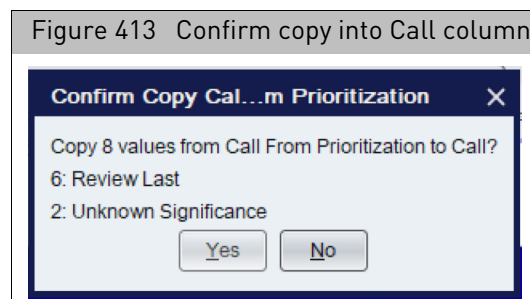 Figure 413 Confirm copy into Call column
Confirm Copy Cal...m Prioritization
Copy 8 values from Call From Prioritization to Call?
6: Review Last
2: Unknown Significance
Yes No